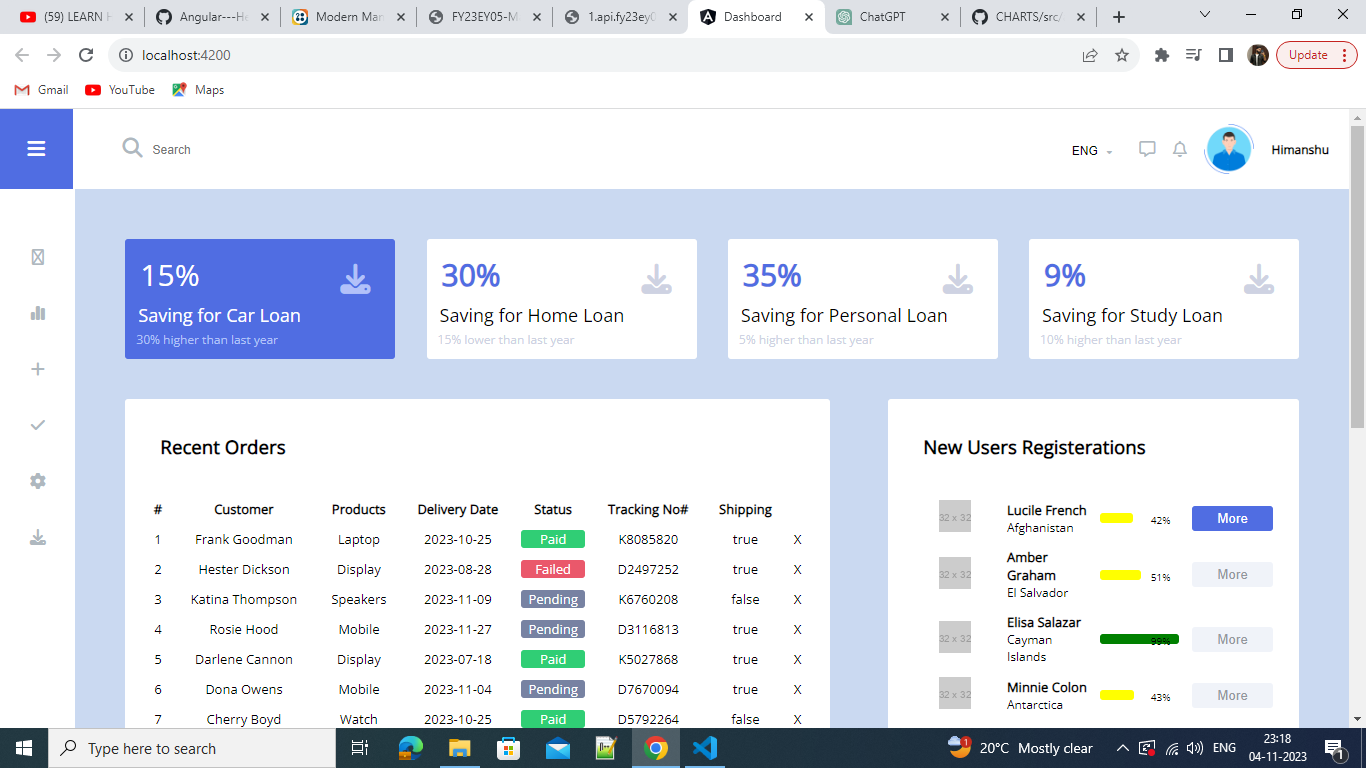 (59) LEARN
Angular---He
Modern Man
FY23EY05-M
1.api.fy23ey0
Dashboard
ChatGPT
CHARTS/src/
localhost:4200
Update
Gmail
YouTube
Maps
Search
ENG
Himanshu
15%
Saving for Car Loan
30% higher than last year
30%
Saving for Home Loan
15% lower than last year
35%
Saving for Personal Loan
5% higher than last year
9%
Saving for Study Loan
10% higher than last year
Recent Orders
# Customer Products Delivery Date Status Tracking No# Shipping
1 Frank Goodman Laptop 2023-10-25 Paid K8085820 true X
2 Hester Dickson Display 2023-08-28 Failed D2497252 true X
3 Katina Thompson Speakers 2023-11-09 Pending K6760208 false X
4 Rosie Hood Mobile 2023-11-27 Pending D3116813 true X
5 Darlene Cannon Display 2023-07-18 Paid K5027868 true X
6 Dona Owens Mobile 2023-11-04 Pending D7670094 true X
7 Cherry Boyd Watch 2023-10-25 Paid D5792264 false X
New Users Registerations
32 x 32
Lucile French
Afghanistan
42%
More
32 x 32
Amber
Graham
El Salvador
51%
More
32 x 32
Elisa Salazar
Cayman
Islands
99%
More
32 x 32
Minnie Colon
Antarctica
43%
More
Type here to search
1
20°C Mostly clear
ENG
23:18
04-11-2023
1